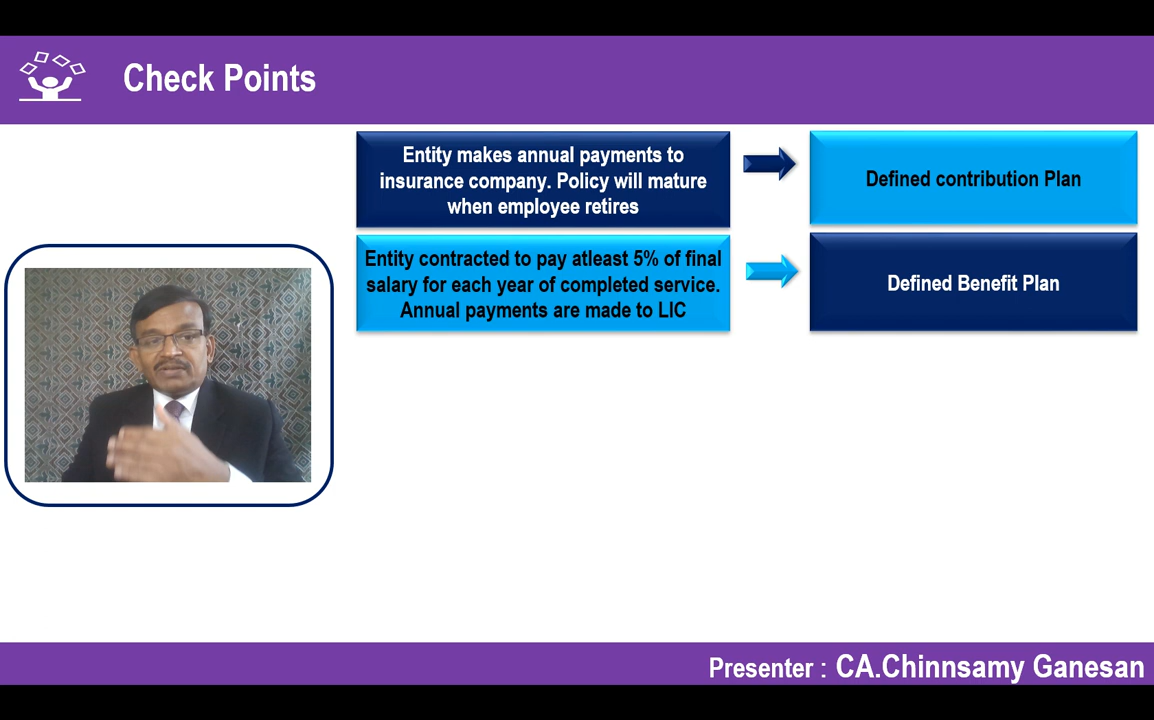 Check Points
Entity makes annual payments to
insurance company. Policy will mature
when employee retires
Defined contribution Plan
Entity contracted to pay atleast 5% of final
salary for each year of completed service.
Annual payments are made to LIC
Defined Benefit Plan
Presenter : CA.Chinnsamy Ganesan